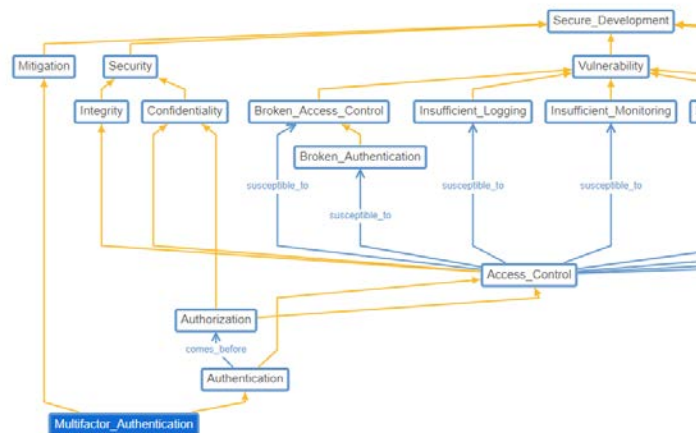 Secure_Development
Mitigation
Security
Vulnerability
Integrity
Confidentiality
Broken_Access_Control
Insufficient_Logging
Insufficient_Monitoring
Broken_Authentication
susceptible_to
susceptible_to
susceptible_to
susceptible_to
Access_Control
Authorization
comes_before
Authentication
Multifactor_Authentication